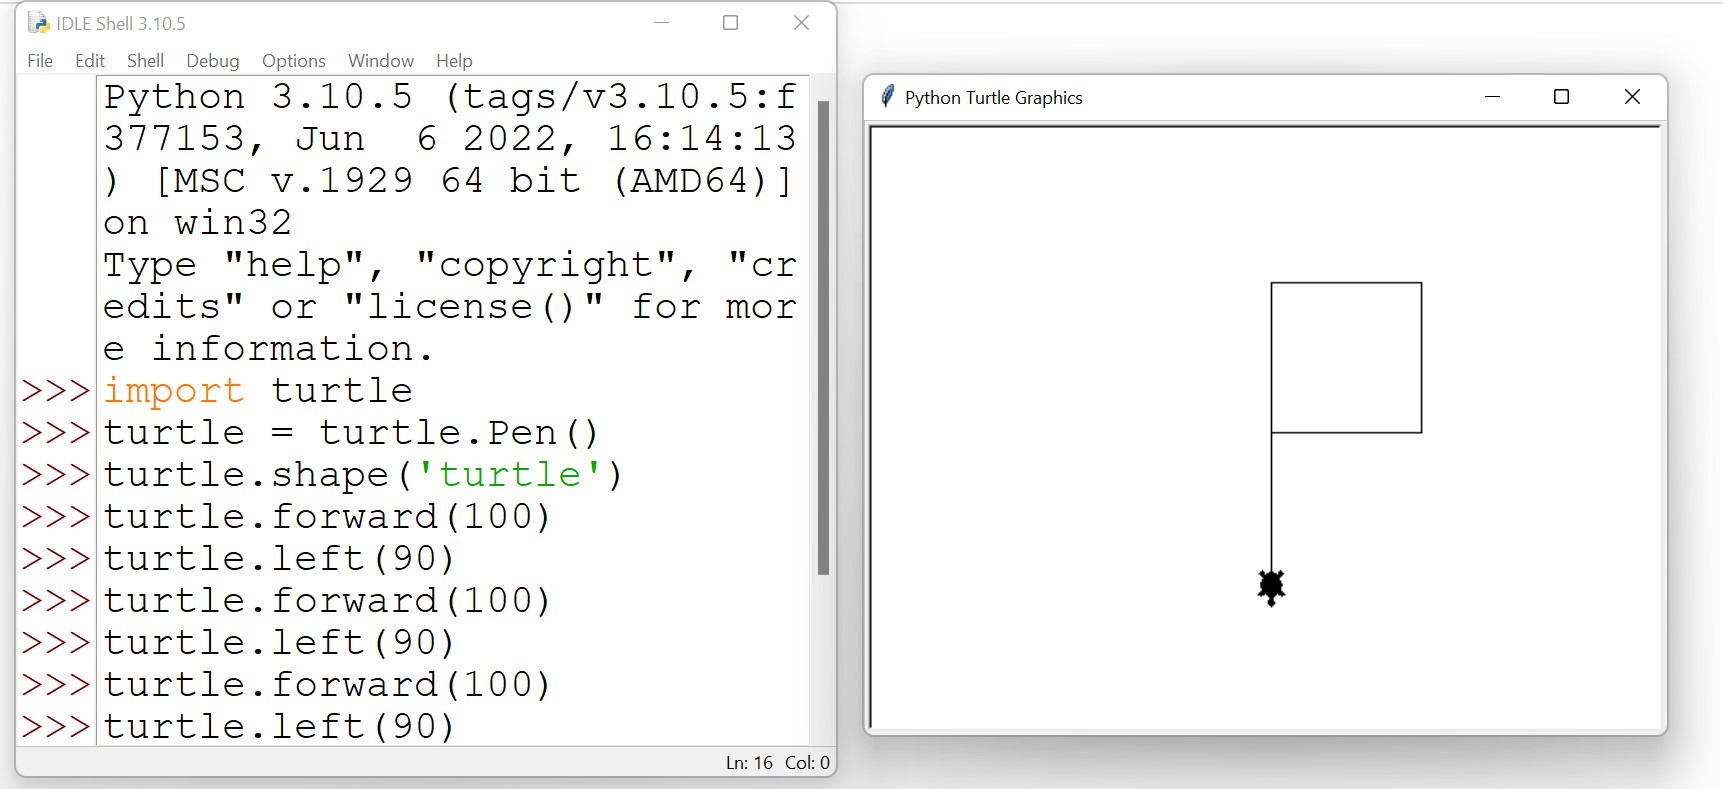 IDLE Shell 3.10.5
File Edit Shell Debug Options Window Help
Python 3.10.5 (tags/v3.10.5:f
377153, Jun  6 2022, 16:14:13
) [MSC v.1929 64 bit (AMD64)]
on win32
Type "help", "copyright", "cr
edits" or "license()" for mor
e information.
>>> import turtle
>>> turtle = turtle.Pen()
>>> turtle.shape('turtle')
>>> turtle.forward(100)
>>> turtle.left(90)
>>> turtle.forward(100)
>>> turtle.left(90)
>>> turtle.forward(100)
>>> turtle.left(90)
Ln: 16 Col: 0
Python Turtle Graphics